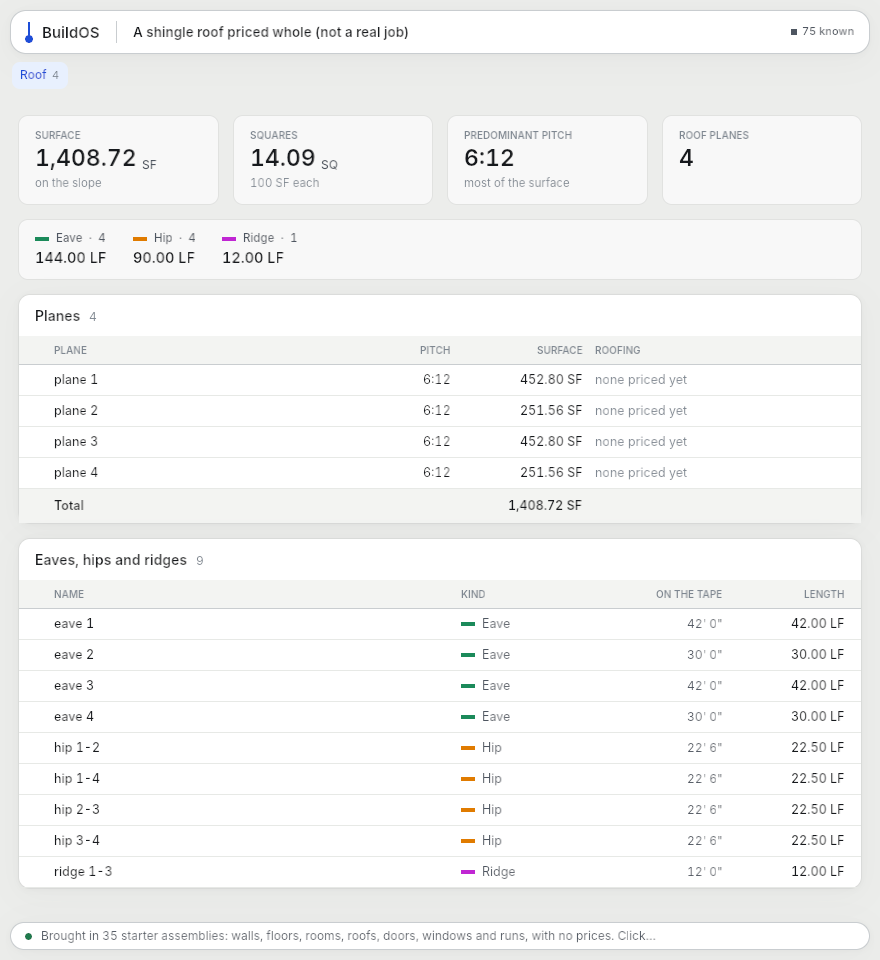 BuildOS A shingle roof priced whole (not a real job) 75 known
Roof 4
SURFACE SQUARES PREDOMINANT PITCH ROOF PLANES
1,408.72 SF 14.09 SQ 6:12 4
on the slope 100 SF each most of the surface
Eave · 4 Hip · 4 Ridge · 1
144.00 LF 90.00 LF 12.00 LF
Planes 4
PLANE PITCH SURFACE ROOFING
plane 1 6:12 452.80 SF none priced yet
plane 2 6:12 251.56 SF none priced yet
plane 3 6:12 452.80 SF none priced yet
plane 4 6:12 251.56 SF none priced yet
Total 1,408.72 SF
Eaves, hips and ridges 9
NAME KIND ON THE TAPE LENGTH
eave 1 Eave 42' 0" 42.00 LF
eave 2 Eave 30' 0" 30.00 LF
eave 3 Eave 42' 0" 42.00 LF
eave 4 Eave 30' 0" 30.00 LF
hip 1-2 Hip 22' 6" 22.50 LF
hip 1-4 Hip 22' 6" 22.50 LF
hip 2-3 Hip 22' 6" 22.50 LF
hip 3-4 Hip 22' 6" 22.50 LF
ridge 1-3 Ridge 12' 0" 12.00 LF
Brought in 35 starter assemblies: walls, floors, rooms, roofs, doors, windows and runs, with no prices. Click...